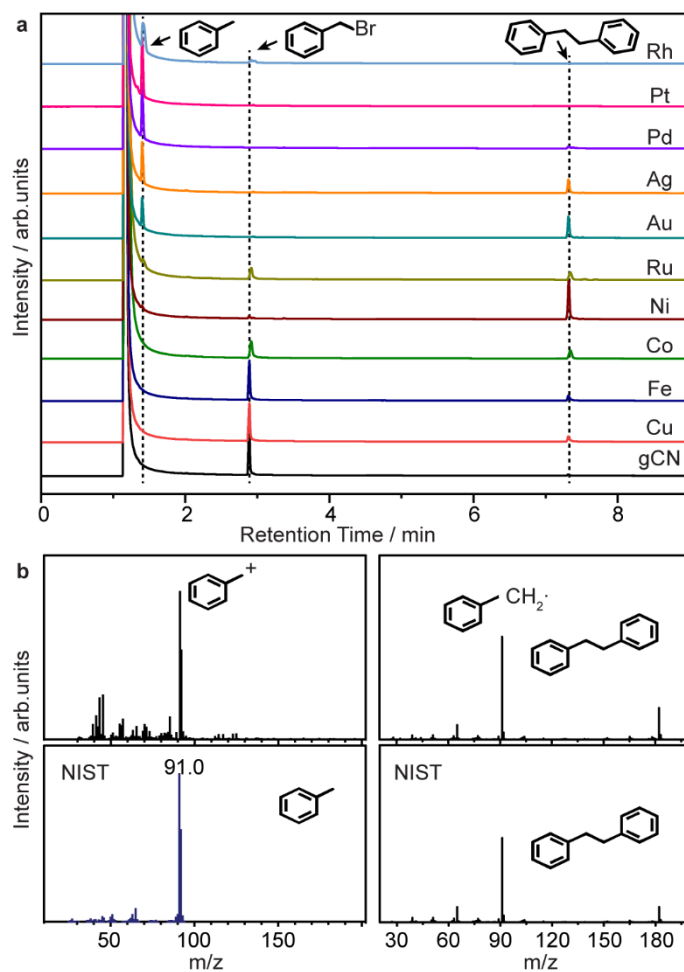 a
Br
Rh
Pt
Pd
Ag
Au
Ru
Ni
Co
Fe
Cu
gCN
Intensity / arb.units
0 2 4 6 8
Retention Time / min
b
+
CH2·
Intensity / arb.units
NIST
91.0
NIST
50 100 150
30 60 90 120 150 180
m/z
m/z